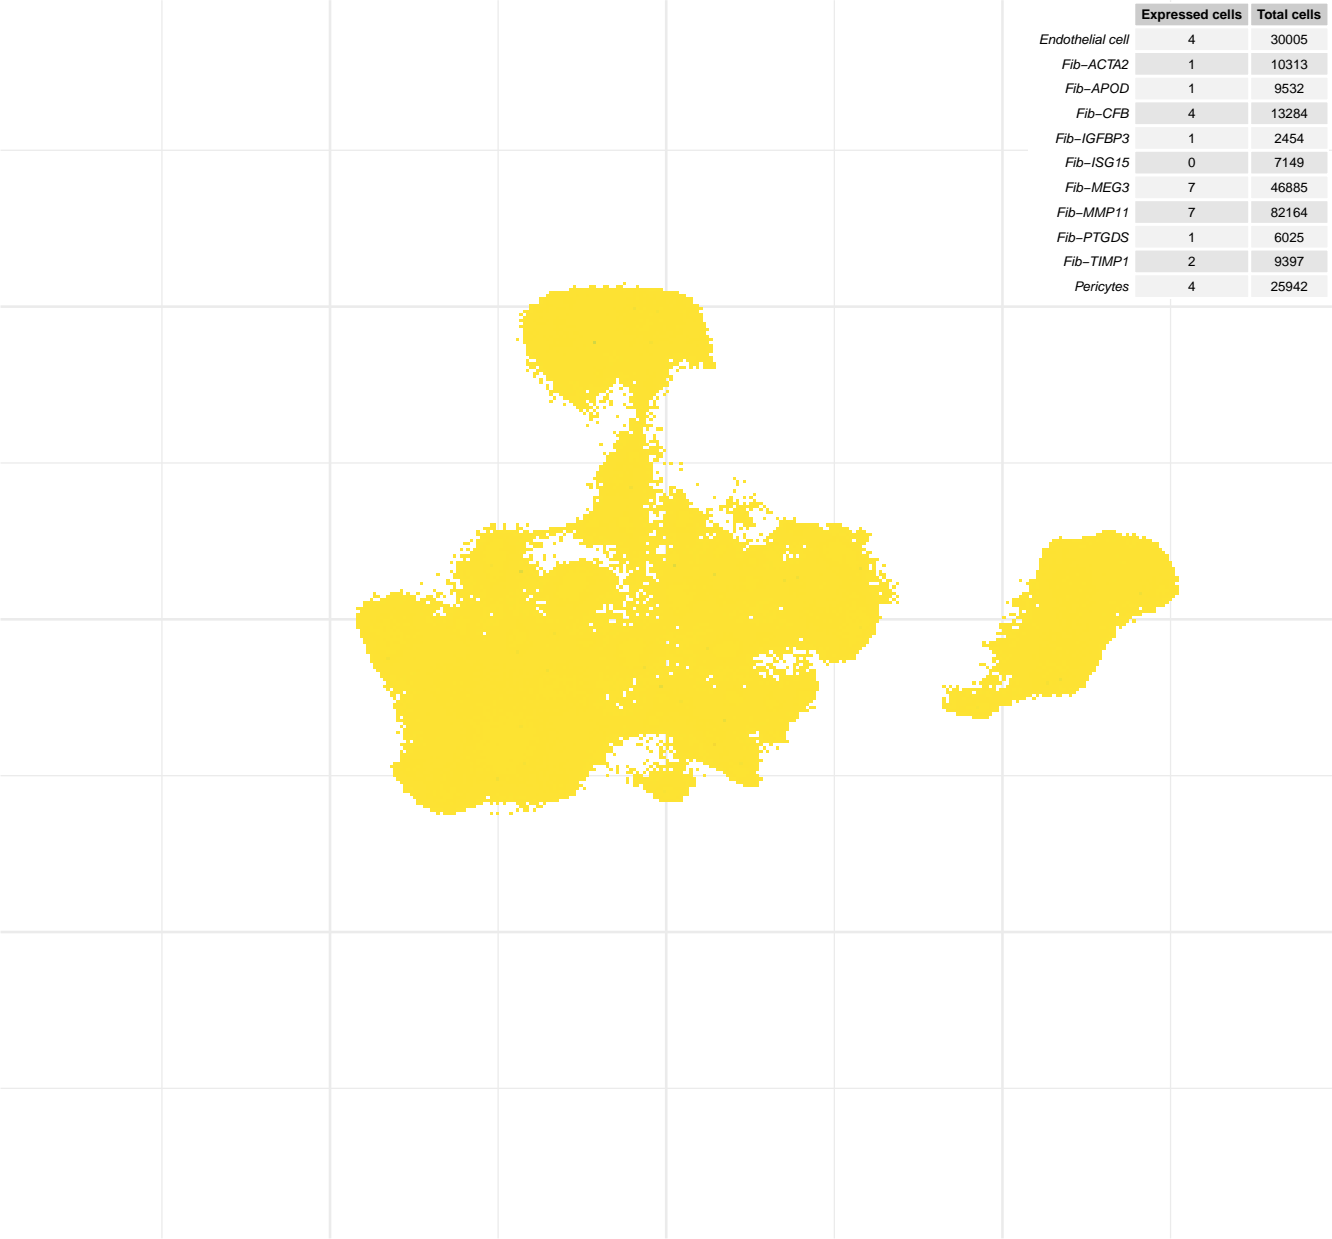 Expressed cells Total cells
Endothelial cell 4 30005
Fib−ACTA2 1 10313
Fib−APOD 1 9532
Fib−CFB 4 13284
Fib−IGFBP3 1 2454
Fib−ISG15 0 7149
Fib−MEG3 7 46885
Fib−MMP11 7 82164
Fib−PTGDS 1 6025
Fib−TIMP1 2 9397
Pericytes 4 25942